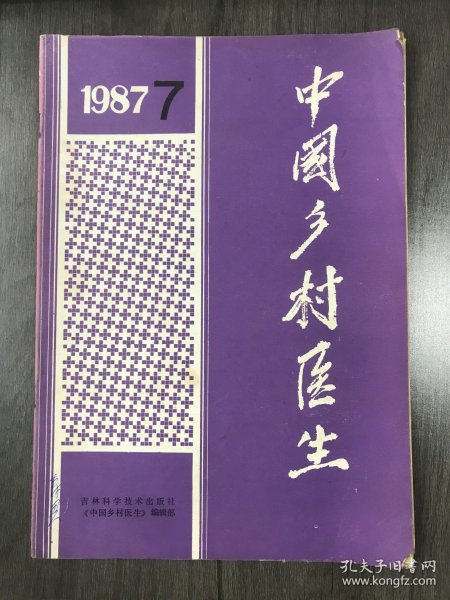 1987 7
中国乡村医生
吉林科学技术出版社
《中国乡村医生》编辑部
孔夫子旧书网
www.kongfz.com